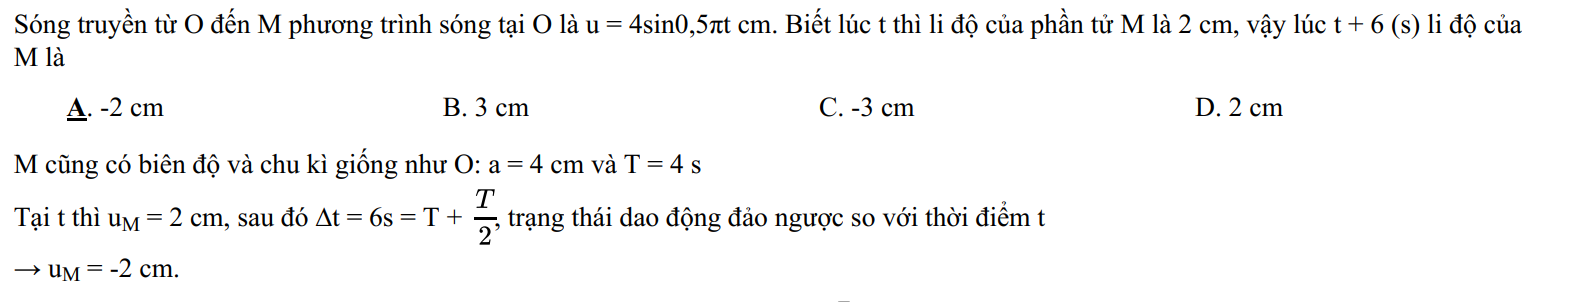 Sóng truyền từ O đến M phương trình sóng tại O là u = 4sin0,5πt cm. Biết lúc t thì li độ của phần tử M là 2 cm, vậy lúc t + 6 (s) li độ của
M là
A. -2 cm B. 3 cm C. -3 cm D. 2 cm
M cũng có biên độ và chu kì giống như O: a = 4 cm và T = 4 s
Tại t thì uM = 2 cm, sau đó Δt = 6s = T + T/2, trạng thái dao động đảo ngược so với thời điểm t
→ uM = -2 cm.